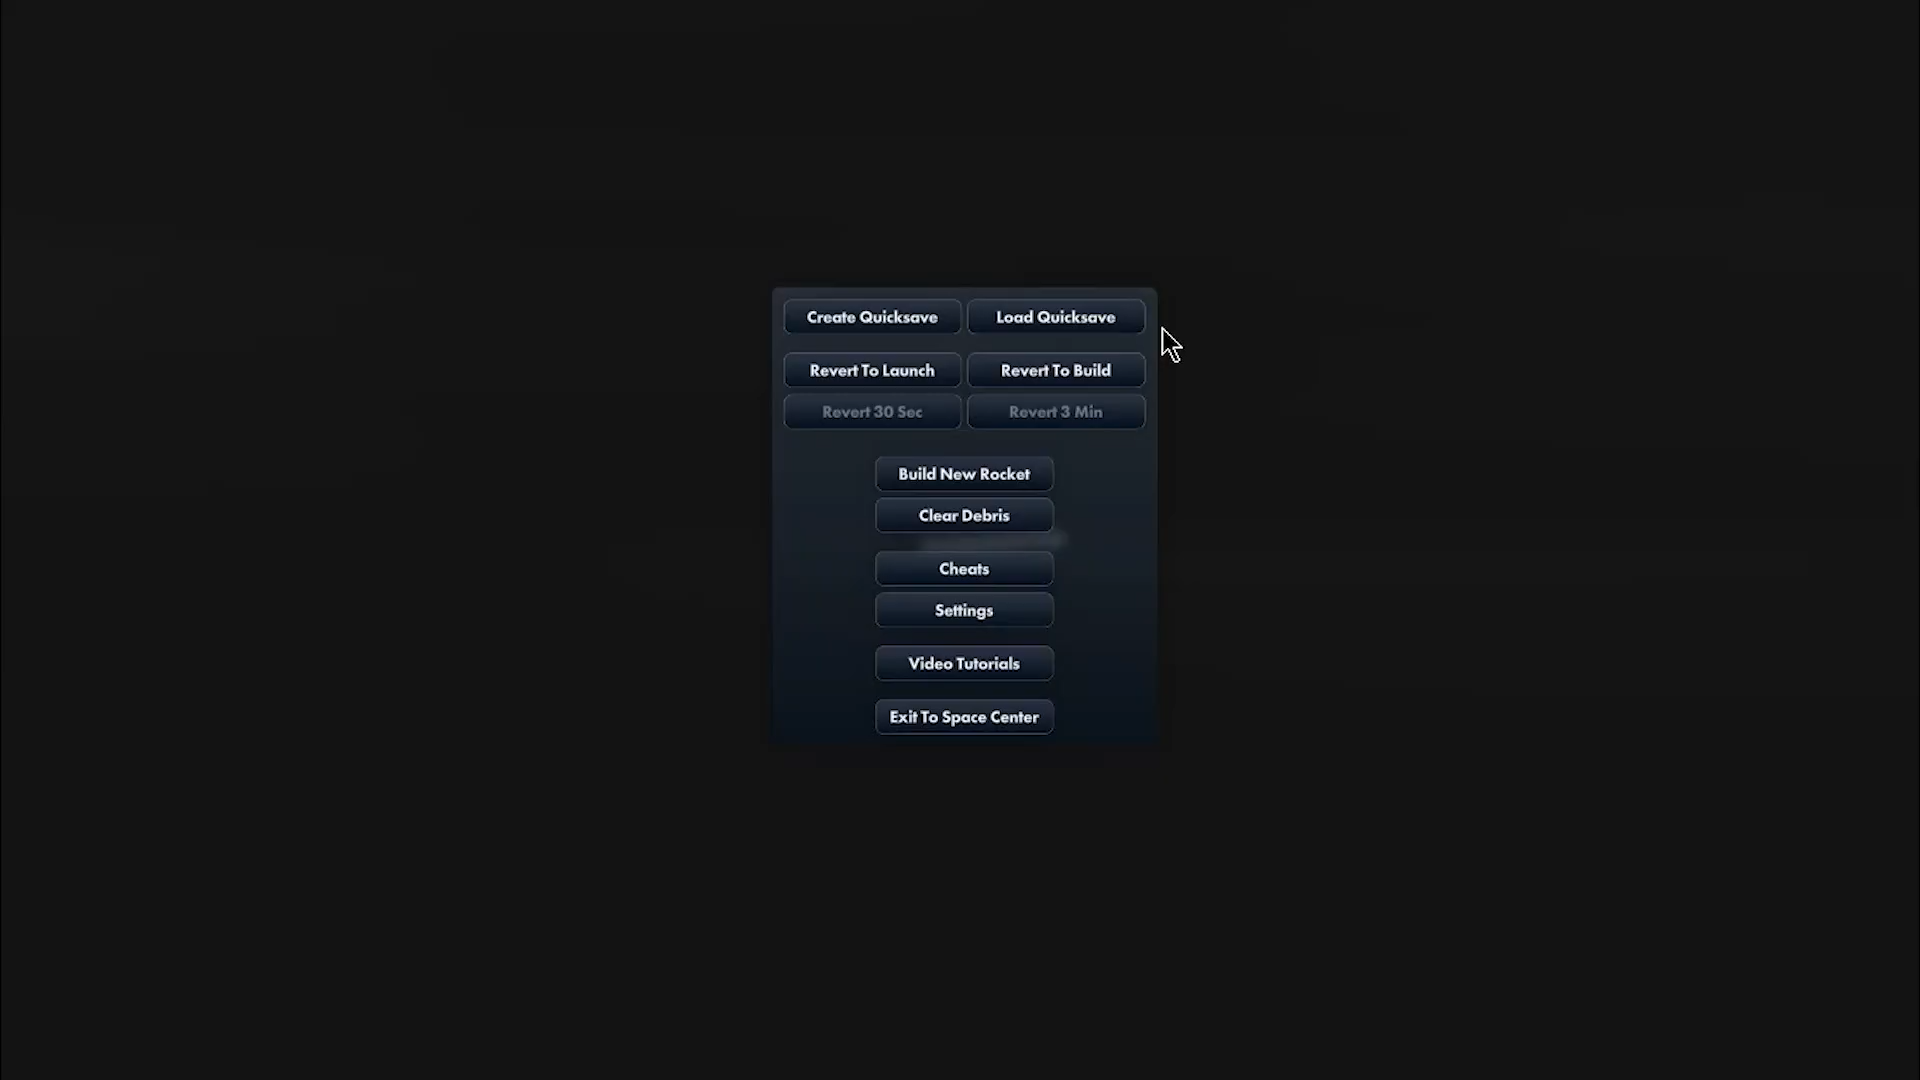 Create Quicksave
Load Quicksave
Revert To Launch
Revert To Build
Revert 30 Sec
Revert 3 Min
Build New Rocket
Clear Debris
Cheats
Settings
Video Tutorials
Exit To Space Center